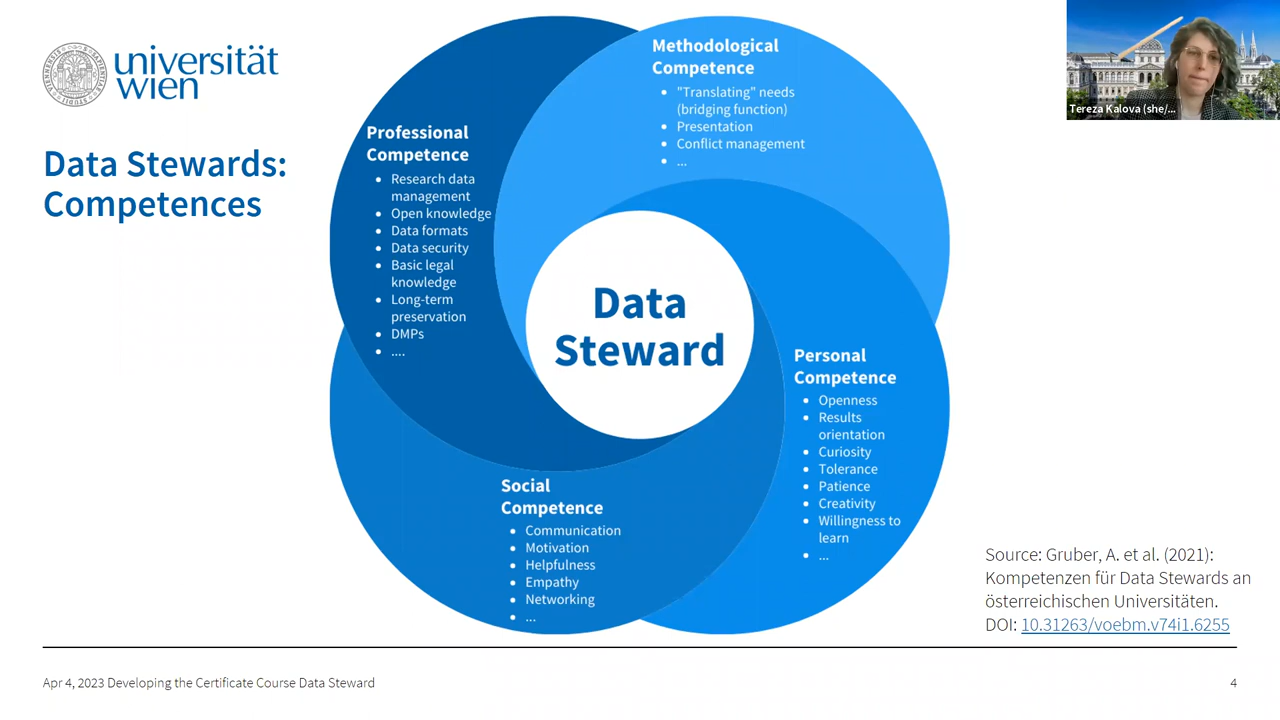 universität
wien
Data Stewards:
Competences
Professional
Competence
• Research data
management
• Open knowledge
• Data formats
• Data security
• Basic legal
knowledge
• Long-term
preservation
• DMPs
• ....
Methodological
Competence
• "Translating" needs
(bridging function)
• Presentation
• Conflict management
• ...
Data
Steward
Personal
Competence
• Openness
• Results
orientation
• Curiosity
• Tolerance
• Patience
• Creativity
• Willingness to
learn
• ...
Social
Competence
• Communication
• Motivation
• Helpfulness
• Empathy
• Networking
• ...
Source: Gruber, A. et al. (2021):
Kompetenzen für Data Stewards an
österreichischen Universitäten.
DOI: 10.31263/voebm.v74i1.6255
Apr 4, 2023 Developing the Certificate Course Data Steward
4
Tereza Kalova (she/...